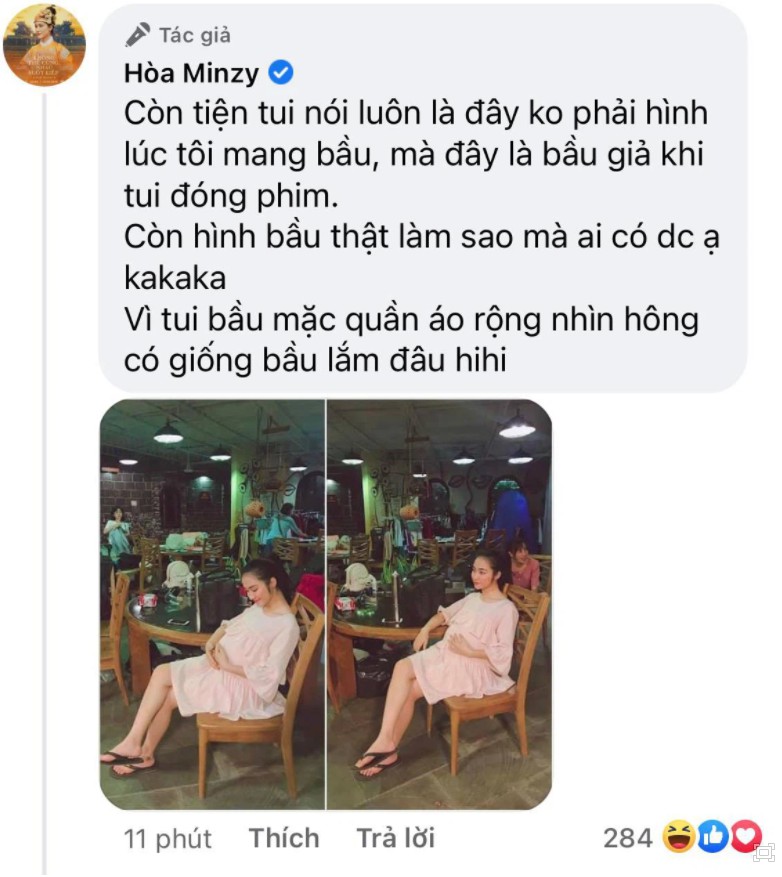 Tác giả
Hòa Minzy
Còn tiện tui nói luôn là đây ko phải hình
lúc tôi mang bầu, mà đây là bầu giả khi
tui đóng phim.
Còn hình bầu thật làm sao mà ai có dc ạ
kakaka
Vì tui bầu mặc quần áo rộng nhìn hông
có giống bầu lắm đâu hihi
11 phút Thích Trả lời 284